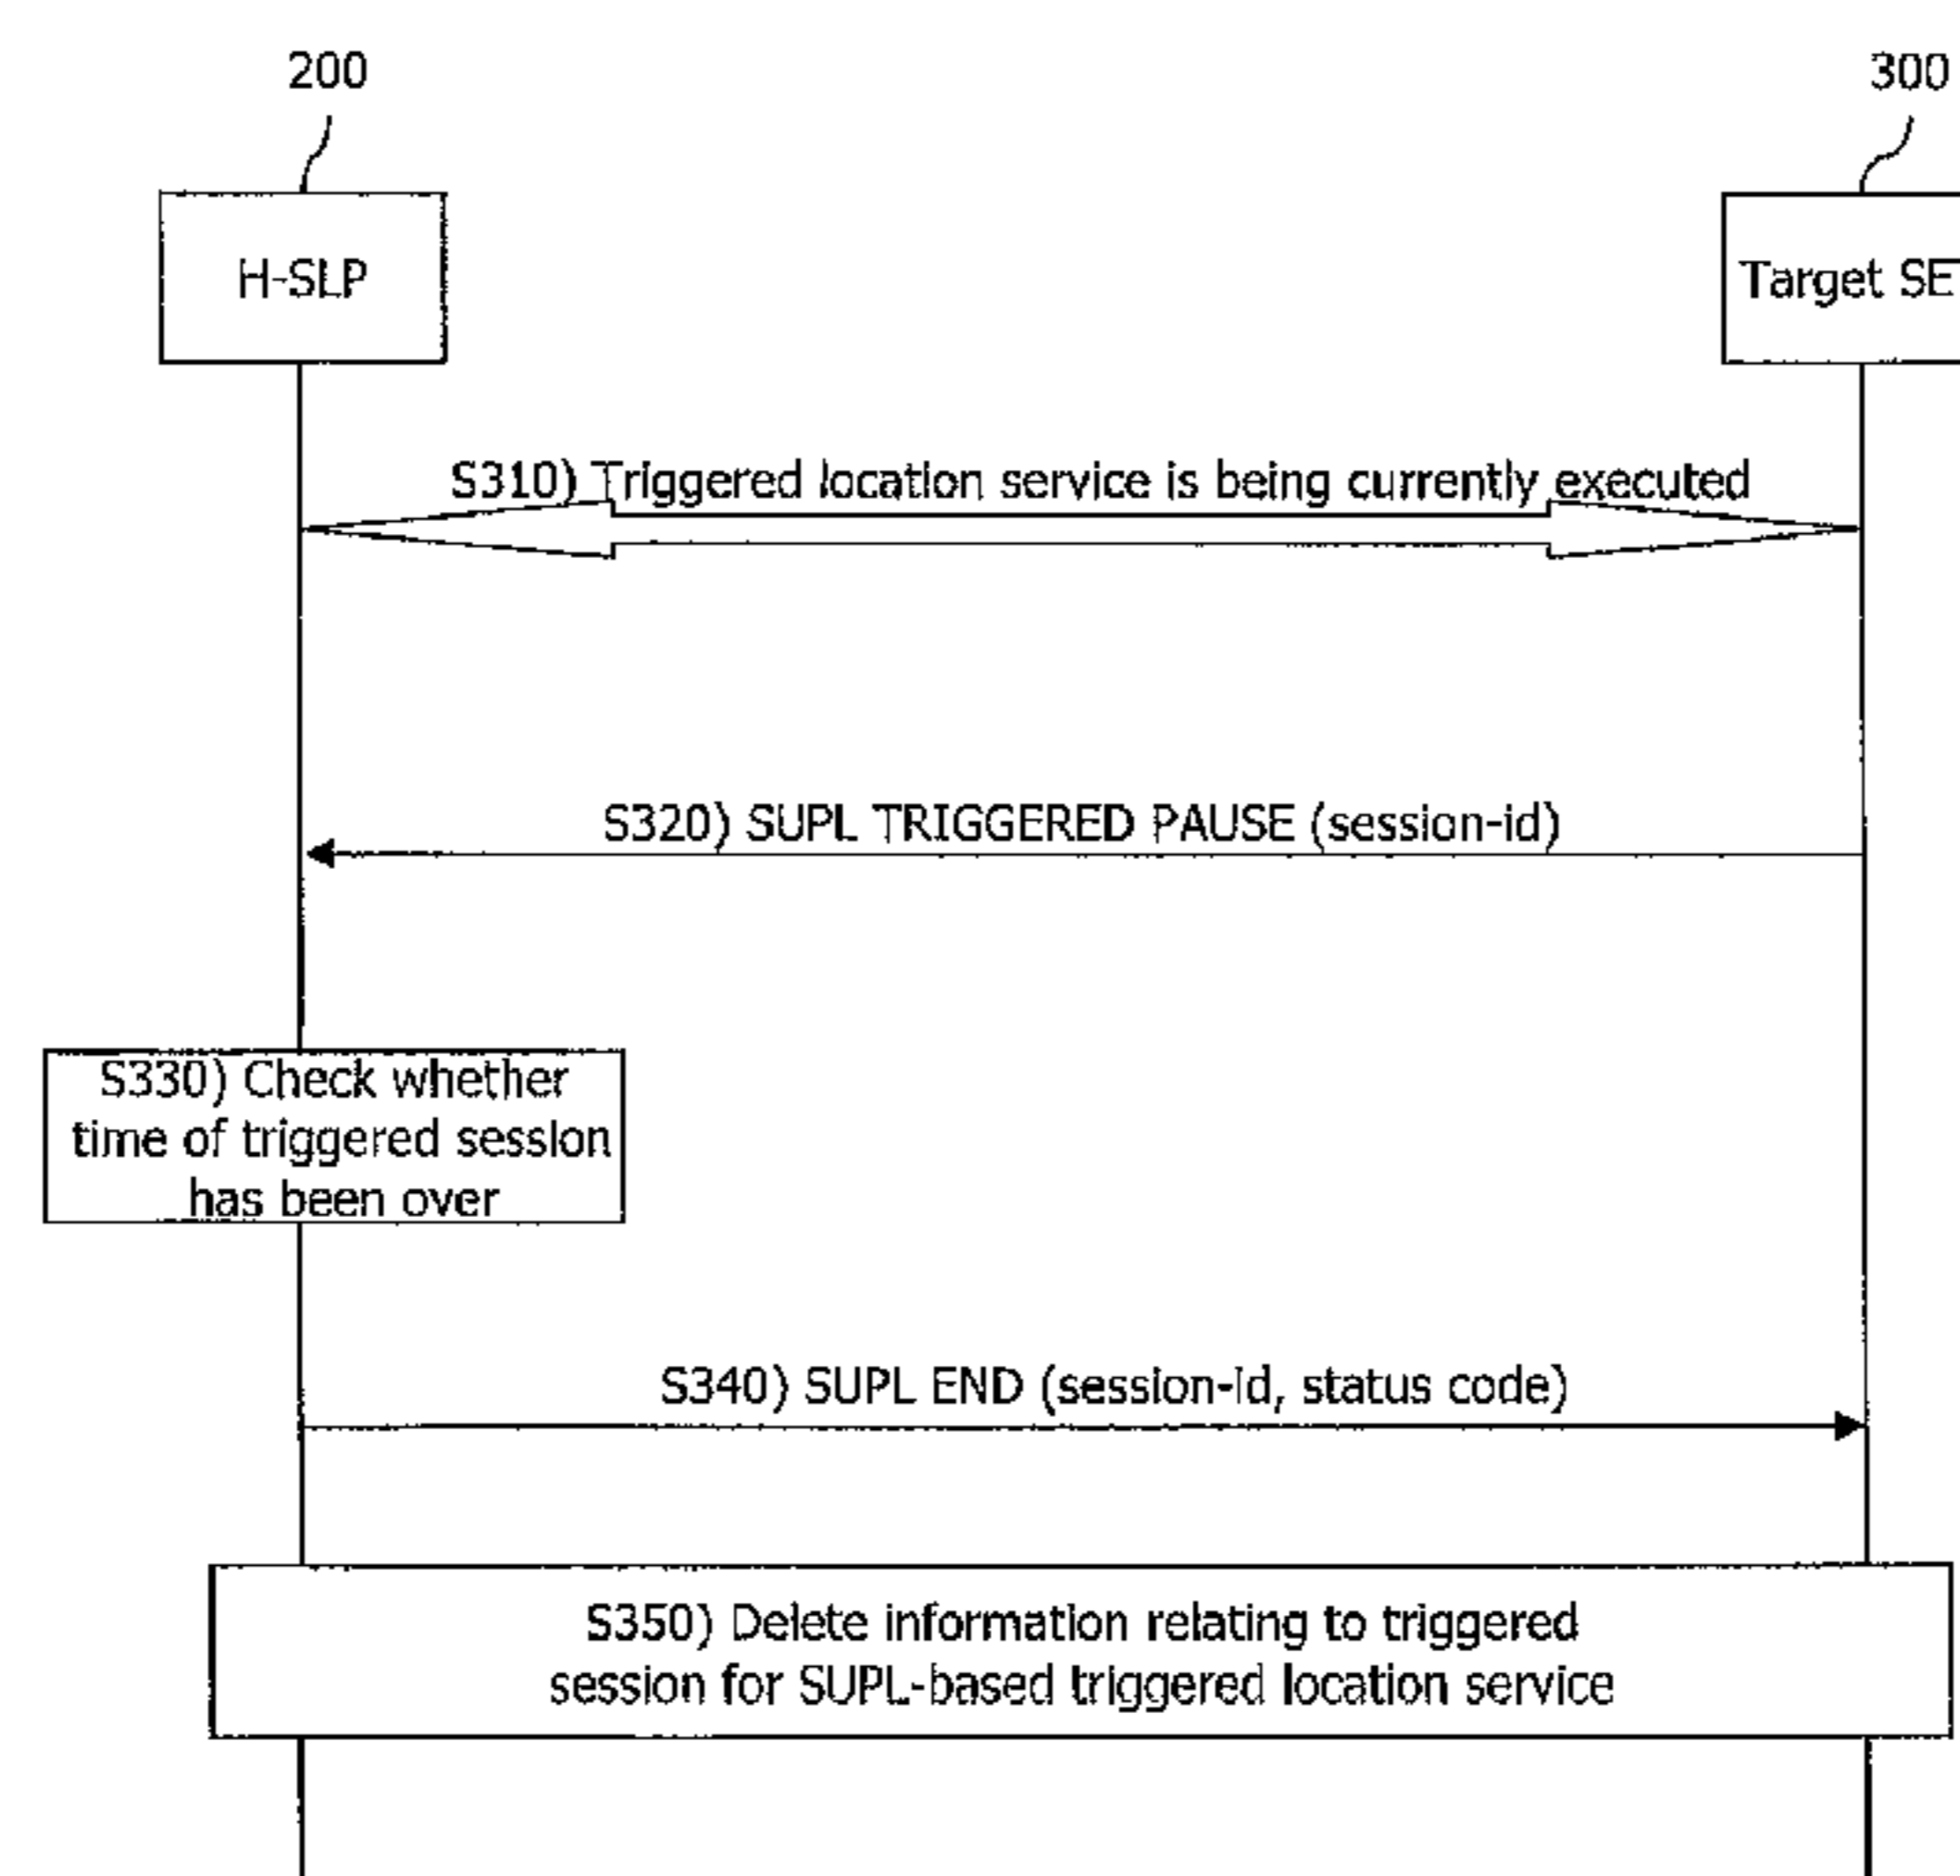 200
300
H-SLP
Target SE
S310) Triggered location service is being currently executed
S320) SUPL TRIGGERED PAUSE (session-id)
S330) Check whether
time of triggered session
has been over
S340) SUPL END (session-id, status code)
S350) Delete information relating to triggered
session for SUPL-based triggered location service